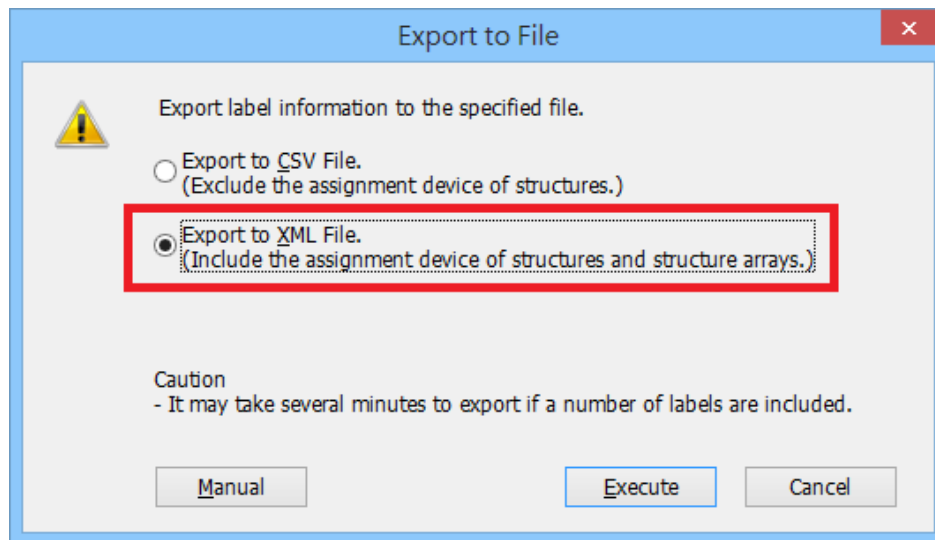 Export to File
Export label information to the specified file.
Export to CSV File.
(Exclude the assignment device of structures.)
Export to XML File.
(Include the assignment device of structures and structure arrays.)
Caution
- It may take several minutes to export if a number of labels are included.
Manual
Execute
Cancel